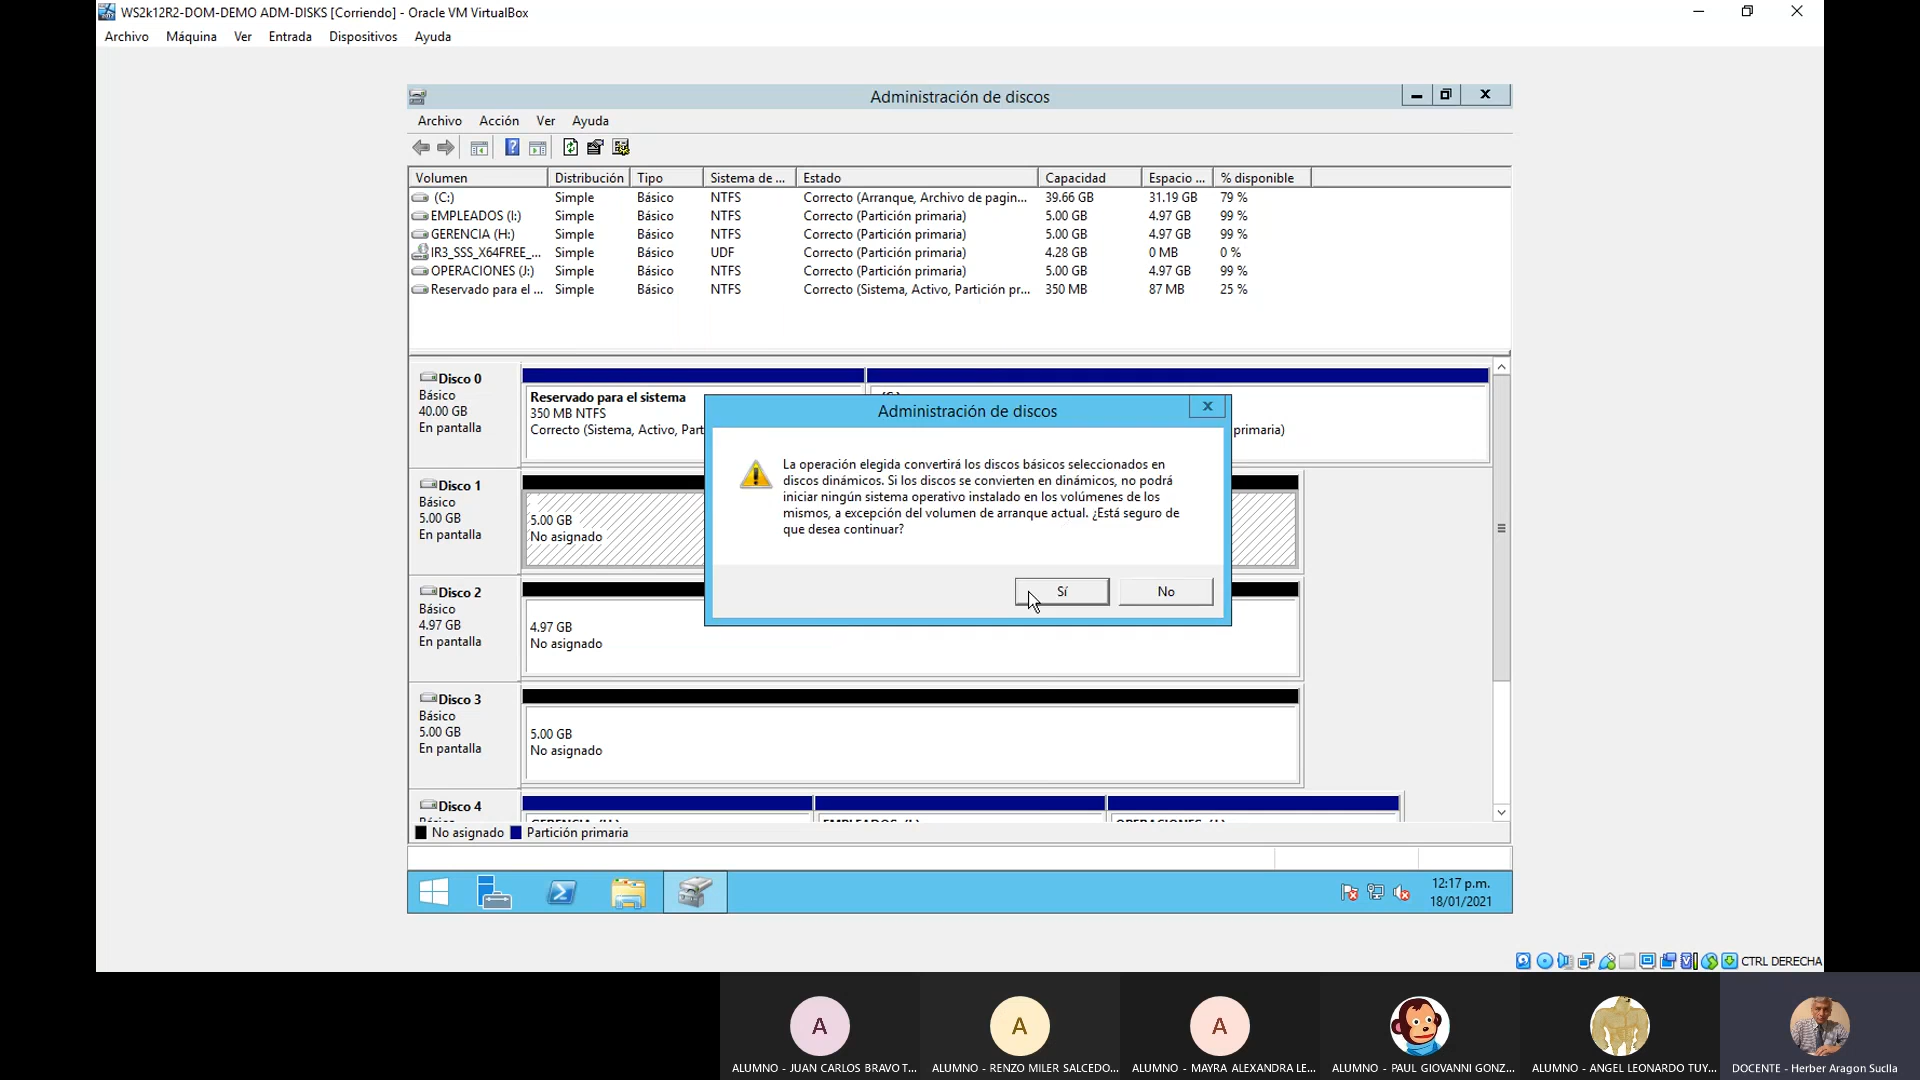 WS2k12R2-DOM-DEMO ADM-DISKS [Corriendo] - Oracle VM VirtualBox
Archivo Máquina Ver Entrada Dispositivos Ayuda
Administración de discos
Archivo Acción Ver Ayuda
Volumen Distribución Tipo Sistema de ... Estado Capacidad Espacio ... % disponible
(C:) Simple Básico NTFS Correcto (Arranque, Archivo de pagin... 39.66 GB 31.19 GB 79 %
EMPLEADOS (I:) Simple Básico NTFS Correcto (Partición primaria) 5.00 GB 4.97 GB 99 %
GERENCIA (H:) Simple Básico NTFS Correcto (Partición primaria) 5.00 GB 4.97 GB 99 %
IR3_SSS_X64FREE_... Simple Básico UDF Correcto (Partición primaria) 4.28 GB 0 MB 0 %
OPERACIONES (J:) Simple Básico NTFS Correcto (Partición primaria) 5.00 GB 4.97 GB 99 %
Reservado para el ... Simple Básico NTFS Correcto (Sistema, Activo, Partición pr... 350 MB 87 MB 25 %
Disco 0
Básico
40.00 GB
En pantalla
Reservado para el sistema
350 MB NTFS
Correcto (Sistema, Activo, Part
primaria)
Administración de discos
La operación elegida convertirá los discos básicos seleccionados en
discos dinámicos. Si los discos se convierten en dinámicos, no podrá
iniciar ningún sistema operativo instalado en los volúmenes de los
mismos, a excepción del volumen de arranque actual. ¿Está seguro de
que desea continuar?
Sí No
Disco 1
Básico
5.00 GB
En pantalla
5.00 GB
No asignado
Disco 2
Básico
4.97 GB
En pantalla
4.97 GB
No asignado
Disco 3
Básico
5.00 GB
En pantalla
5.00 GB
No asignado
Disco 4
No asignado Partición primaria
12:17 p.m.
18/01/2021
CTRL DERECHA
A A A
ALUMNO - JUAN CARLOS BRAVO T... ALUMNO - RENZO MILER SALCEDO... ALUMNO - MAYRA ALEXANDRA LE... ALUMNO - PAUL GIOVANNI GONZ... ALUMNO - ANGEL LEONARDO TUY... DOCENTE - Herber Aragon Suclla